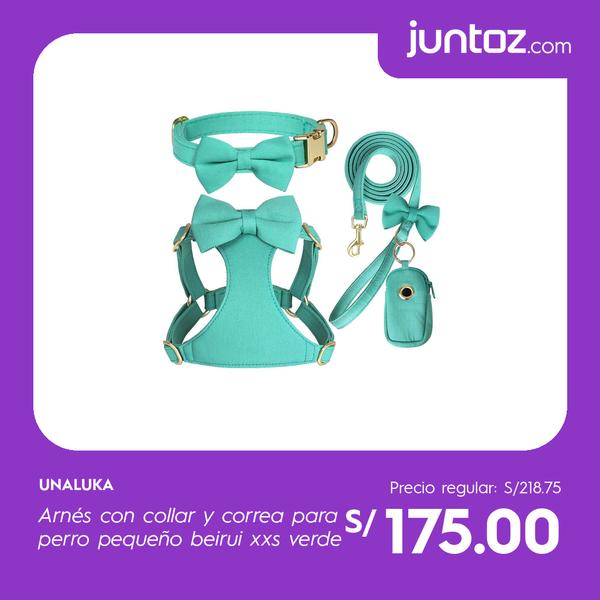 juntoz.com
UNALUKA
Precio regular: S/218.75
Arnés con collar y correa para
perro pequeño beirui xxs verde
S/ 175.00